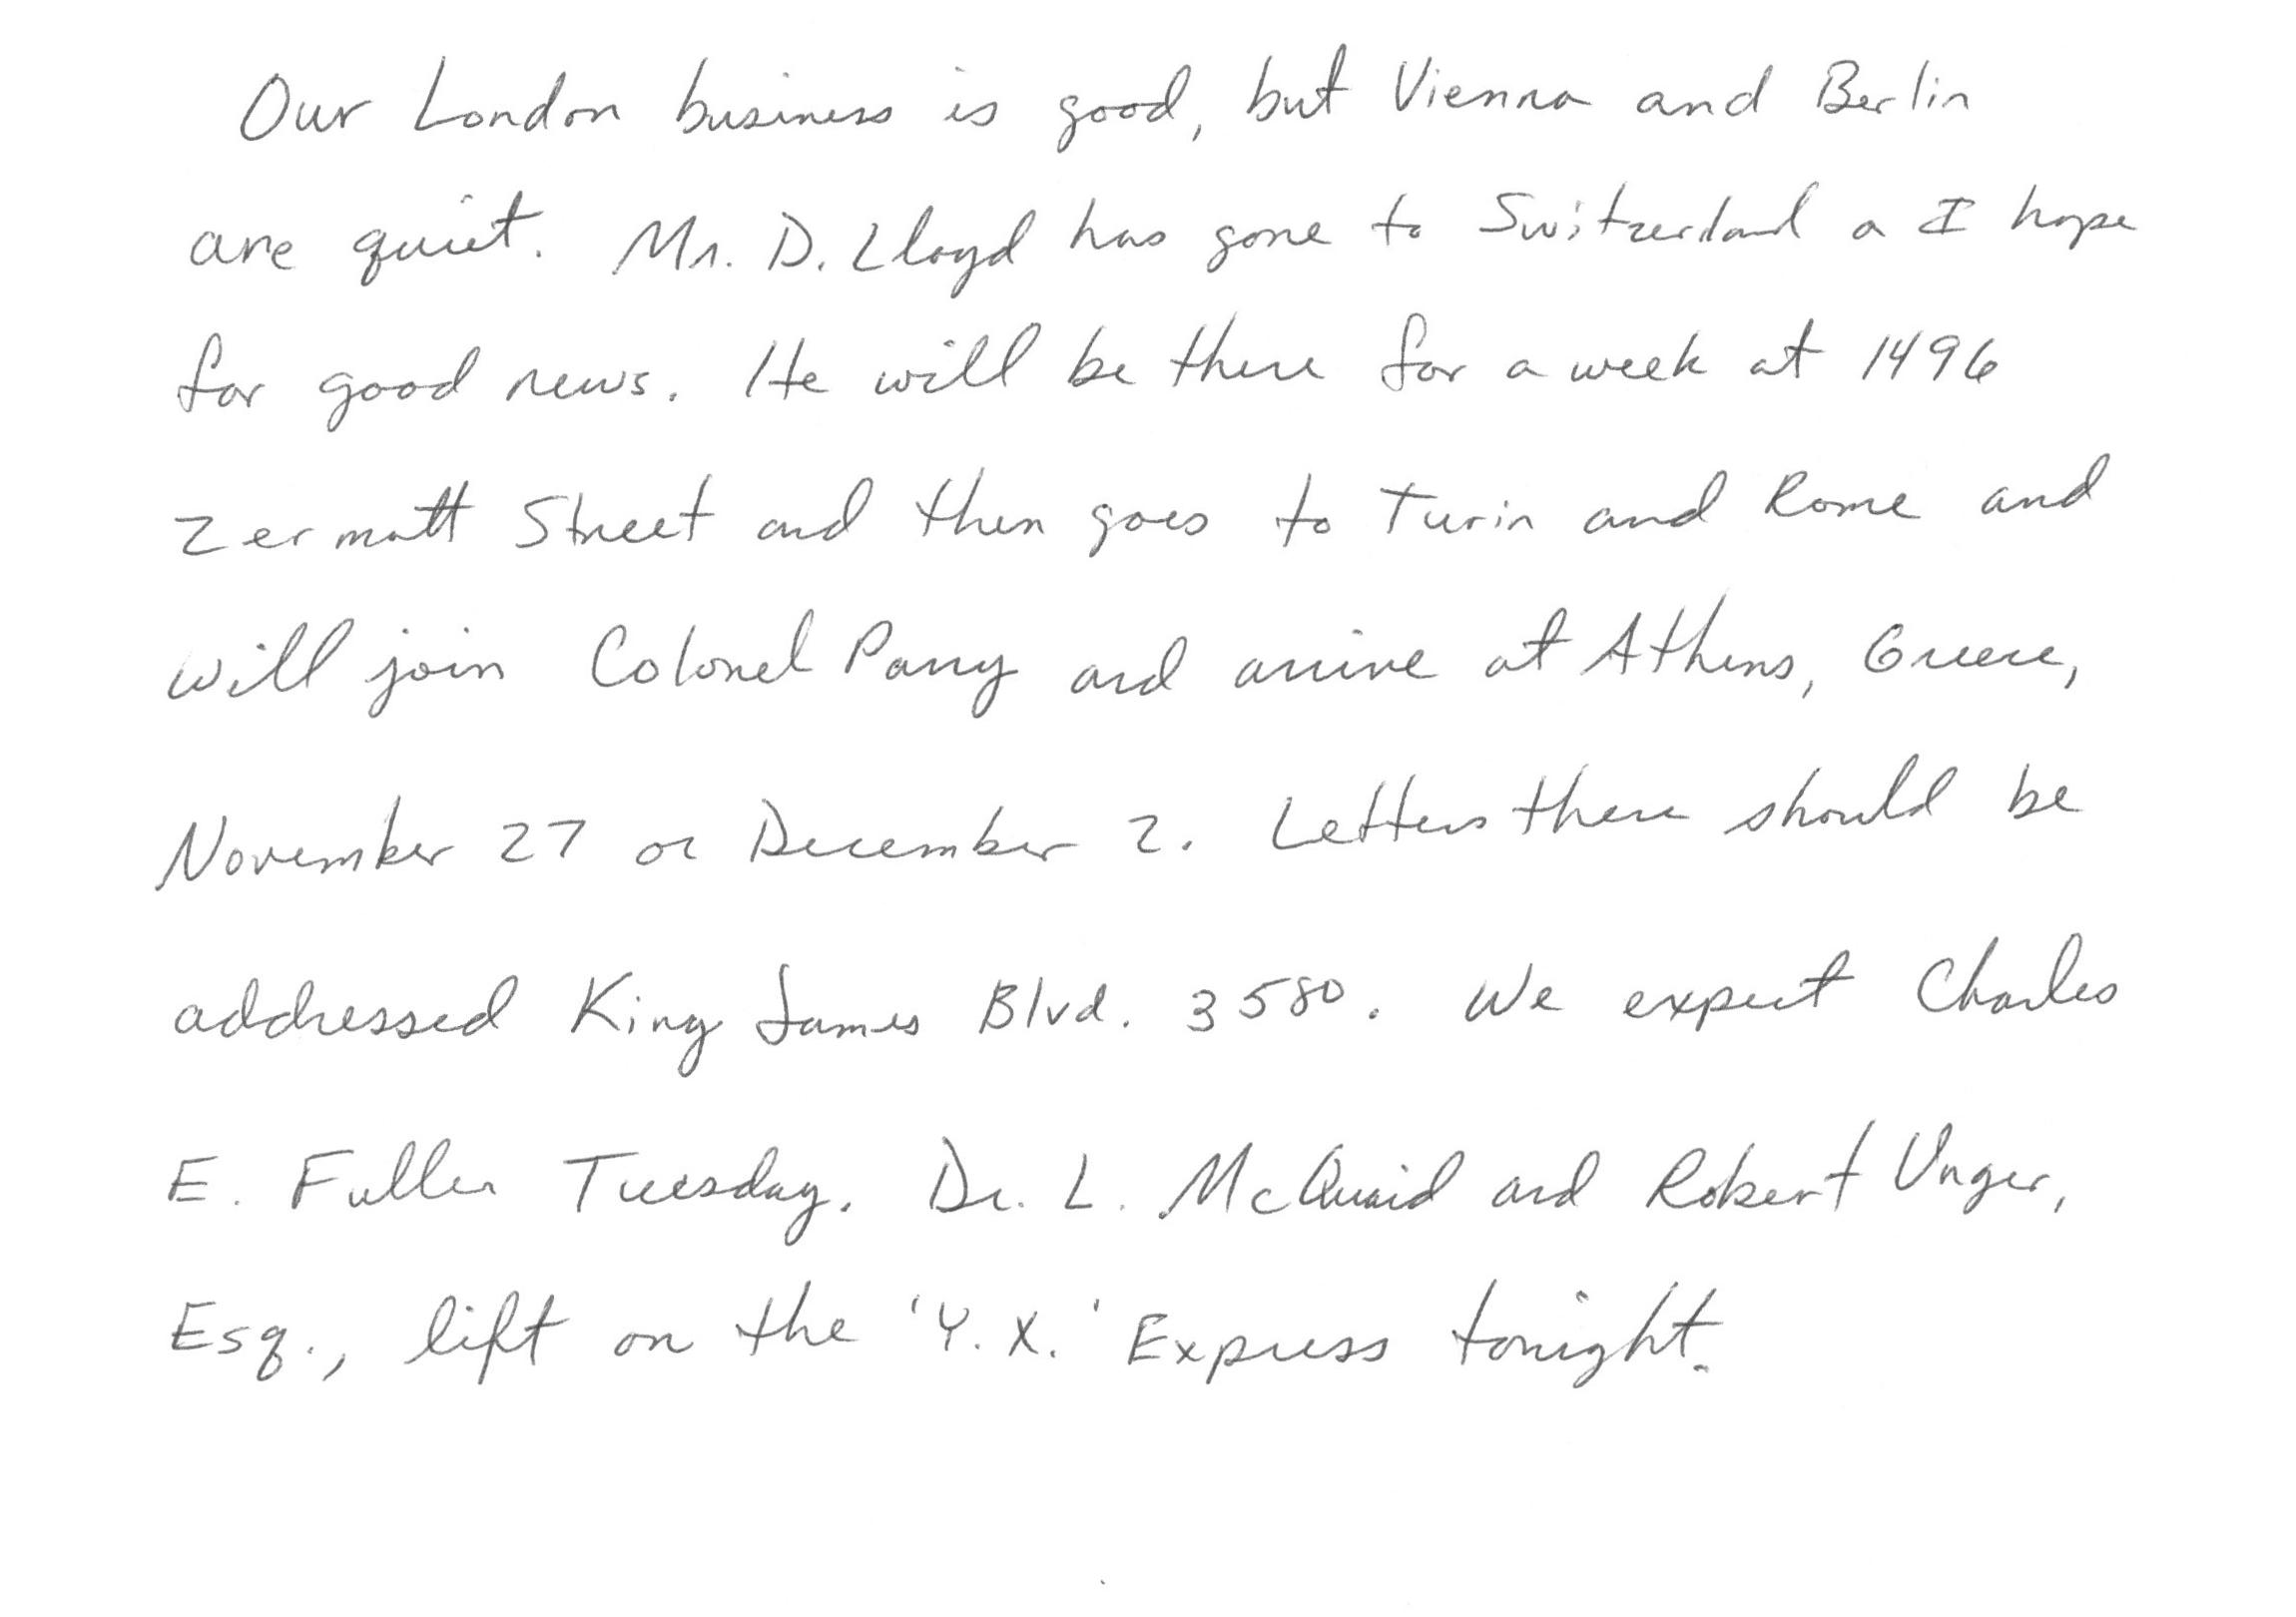 Our London business is good, but Vienna and Berlin
are quiet. Mr. D. Lloyd has gone to Switzerland a I hope
for good news. He will be there for a week at 1496
Zermatt Street and then goes to Turin and Rome and
will join Colonel Parry and arrive at Athens, Greece,
November 27 or December 2. Letters there should be
addressed King James Blvd. 3580. We expect Charles
E. Fuller Tuesday. Dr. L. McQuaid and Robert Unger,
Esq., lift on the 'Y.X.' Express tonight.